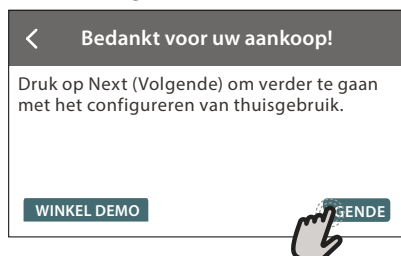 Bedankt voor uw aankoop!
Druk op Next (Volgende) om verder te gaan
met het configureren van thuisgebruik.
WINKEL DEMO
GENDE